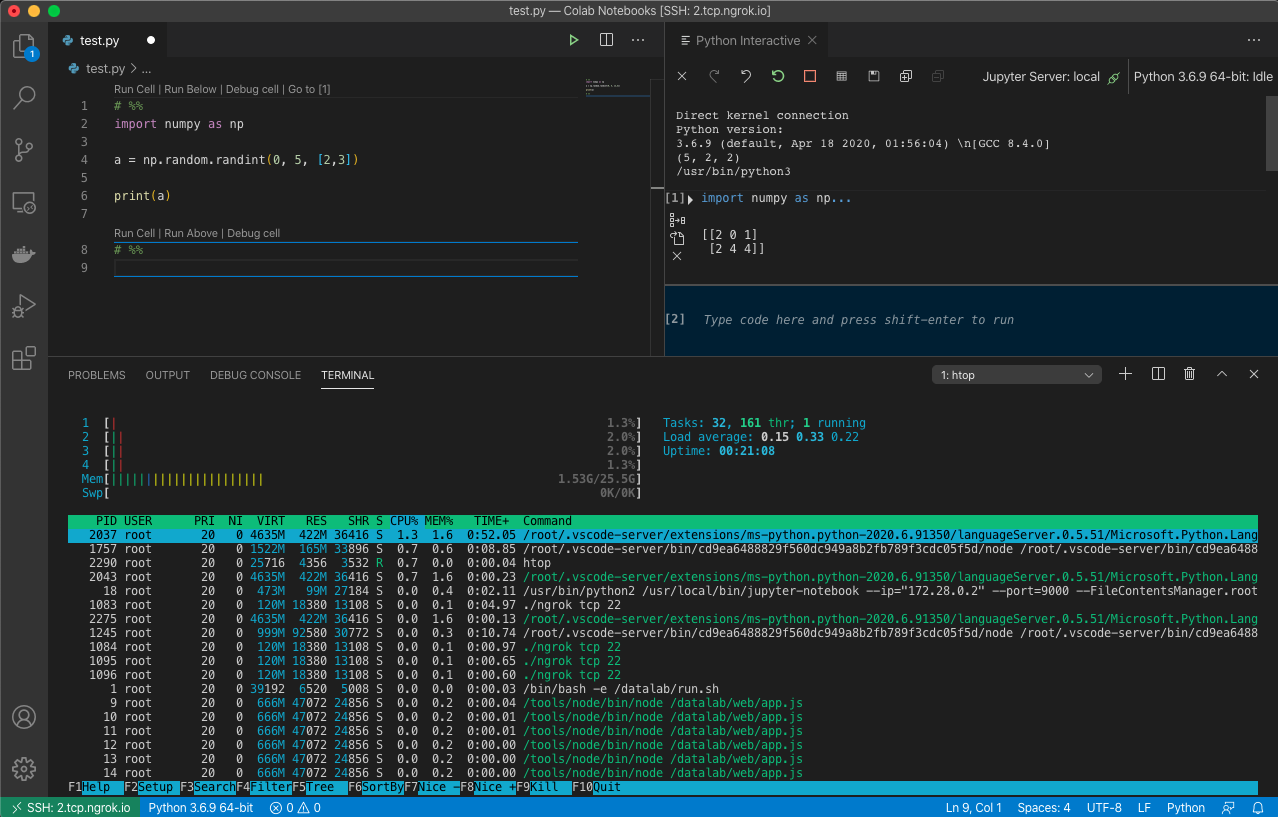 test.py — Colab Notebooks [SSH: 2.tcp.ngrok.io]
1
test.py
test.py > ...
Run Cell | Run Below | Debug cell | Go to [1]
1 # %%
2 import numpy as np
3
4 a = np.random.randint(0, 5, [2,3])
5
6 print(a)
7
Run Cell | Run Above | Debug cell
8 # %%
9
Python Interactive
Jupyter Server: local
Python 3.6.9 64-bit: Idle
Direct kernel connection
Python version:
3.6.9 (default, Apr 18 2020, 01:56:04) \n[GCC 8.4.0]
(5, 2, 2)
/usr/bin/python3
[1] import numpy as np...
[[2 0 1]
[2 4 4]]
[2] Type code here and press shift-enter to run
PROBLEMS OUTPUT DEBUG CONSOLE TERMINAL
1: htop
1 [| 1.3%] Tasks: 32, 161 thr; 1 running
2 [|| 2.0%] Load average: 0.15 0.33 0.22
3 [|| 2.0%] Uptime: 00:21:08
4 [|| 1.3%]
Mem[|||||||||||||||||||||| 1.53G/25.5G]
Swp[ 0K/0K]
PID USER PRI NI VIRT RES SHR S CPU% MEM% TIME+ Command
2037 root 20 0 4635M 422M 36416 S 1.3 1.6 0:52.05 /root/.vscode-server/extensions/ms-python.python-2020.6.91350/languageServer.0.5.51/Microsoft.Python.Lang
1757 root 20 0 1522M 165M 33896 S 0.7 0.6 0:08.85 /root/.vscode-server/bin/cd9ea6488829f560dc949a8b2fb789f3cdc05f5d/node /root/.vscode-server/bin/cd9ea6488
2290 root 20 0 25716 4356 3532 R 0.7 0.0 0:00.04 htop
2043 root 20 0 4635M 422M 36416 S 0.7 1.6 0:00.23 /root/.vscode-server/extensions/ms-python.python-2020.6.91350/languageServer.0.5.51/Microsoft.Python.Lang
18 root 20 0 473M 99M 27184 S 0.0 0.4 0:02.11 /usr/bin/python2 /usr/local/bin/jupyter-notebook --ip="172.28.0.2" --port=9000 --FileContentsManager.root
1083 root 20 0 120M 18380 13108 S 0.0 0.1 0:04.97 ./ngrok tcp 22
2275 root 20 0 4635M 422M 36416 S 0.0 1.6 0:00.13 /root/.vscode-server/extensions/ms-python.python-2020.6.91350/languageServer.0.5.51/Microsoft.Python.Lang
1245 root 20 0 999M 92580 30772 S 0.0 0.3 0:10.74 /root/.vscode-server/bin/cd9ea6488829f560dc949a8b2fb789f3cdc05f5d/node /root/.vscode-server/bin/cd9ea6488
1084 root 20 0 120M 18380 13108 S 0.0 0.1 0:00.97 ./ngrok tcp 22
1095 root 20 0 120M 18380 13108 S 0.0 0.1 0:00.65 ./ngrok tcp 22
1096 root 20 0 120M 18380 13108 S 0.0 0.1 0:00.60 ./ngrok tcp 22
1 root 20 0 39192 6520 5008 S 0.0 0.0 0:00.03 /bin/bash -e /datalab/run.sh
9 root 20 0 666M 47072 24856 S 0.0 0.2 0:00.04 /tools/node/bin/node /datalab/web/app.js
10 root 20 0 666M 47072 24856 S 0.0 0.2 0:00.01 /tools/node/bin/node /datalab/web/app.js
11 root 20 0 666M 47072 24856 S 0.0 0.2 0:00.01 /tools/node/bin/node /datalab/web/app.js
12 root 20 0 666M 47072 24856 S 0.0 0.2 0:00.00 /tools/node/bin/node /datalab/web/app.js
13 root 20 0 666M 47072 24856 S 0.0 0.2 0:00.00 /tools/node/bin/node /datalab/web/app.js
14 root 20 0 666M 47072 24856 S 0.0 0.2 0:00.00 /tools/node/bin/node /datalab/web/app.js
F1Help F2Setup F3SearchF4FilterF5Tree F6SortByF7Nice -F8Nice +F9Kill F10Quit
SSH: 2.tcp.ngrok.io Python 3.6.9 64-bit 0 0 Ln 9, Col 1 Spaces: 4 UTF-8 LF Python